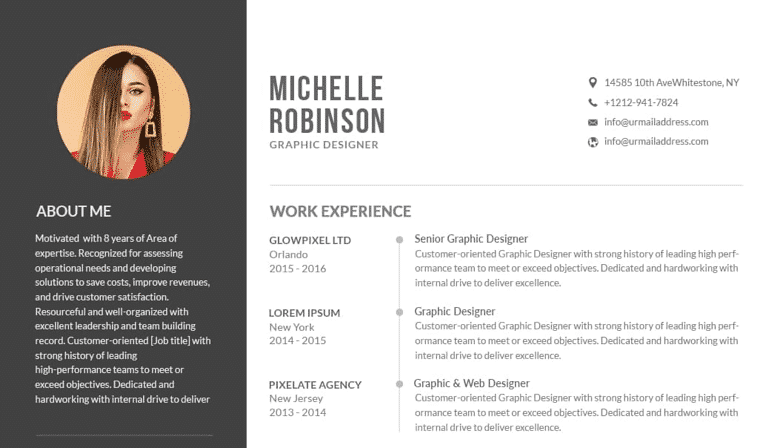 MICHELLE
ROBINSON
GRAPHIC DESIGNER
14585 10th AveWhitestone, NY
+1212-941-7824
info@urmailaddress.com
info@urmailaddress.com
ABOUT ME
Motivated with 8 years of Area of
expertise. Recognized for assessing
operational needs and developing
solutions to save costs, improve revenues,
and drive customer satisfaction.
Resourceful and well-organized with
excellent leadership and team building
record. Customer-oriented [Job title] with
strong history of leading
high-performance teams to meet or
exceed objectives. Dedicated and
hardworking with internal drive to deliver
WORK EXPERIENCE
GLOWPIXEL LTD
Orlando
2015 - 2016
Senior Graphic Designer
Customer-oriented Graphic Designer with strong history of leading high perf-
ormance team to meet or exceed objectives. Dedicated and hardworking with
internal drive to deliver excellence.
LOREM IPSUM
New York
2014 - 2015
Graphic Designer
Customer-oriented Graphic Designer with strong history of leading high perf-
ormance team to meet or exceed objectives. Dedicated and hardworking with
internal drive to deliver excellence.
PIXELATE AGENCY
New Jersey
2013 - 2014
Graphic & Web Designer
Customer-oriented Graphic Designer with strong history of leading high perf-
ormance team to meet or exceed objectives. Dedicated and hardworking with
internal drive to deliver excellence.